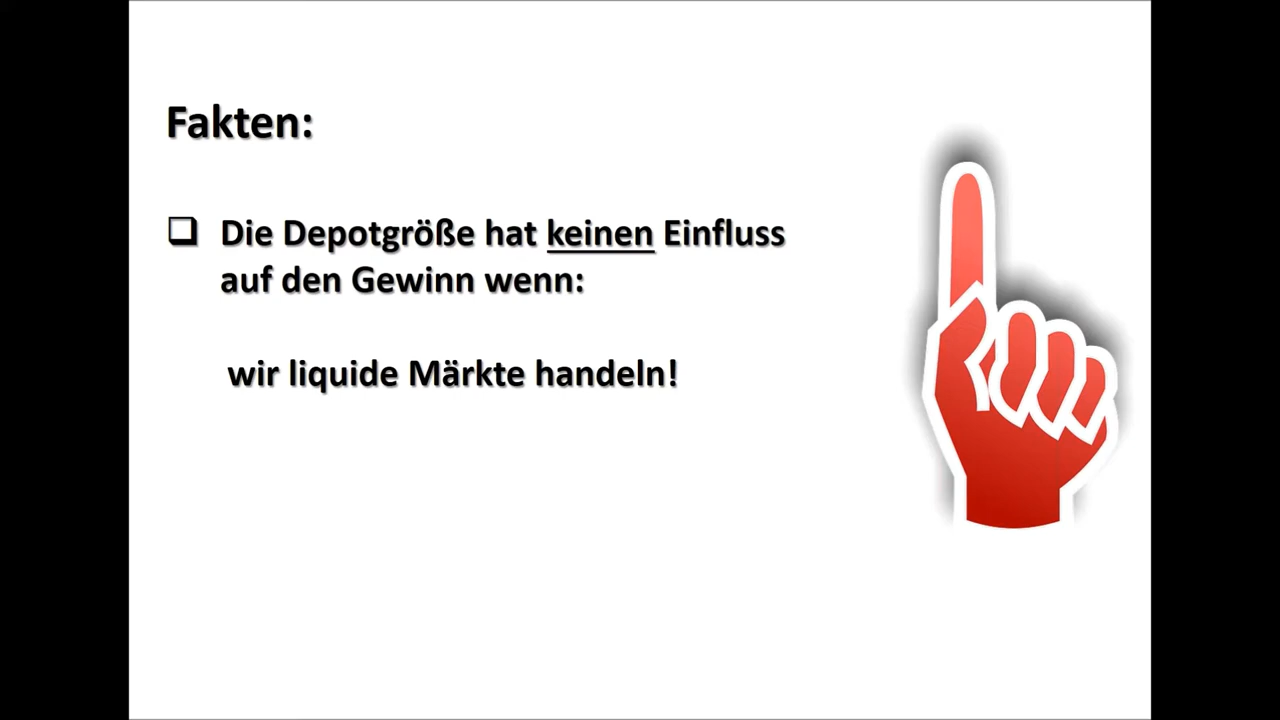 Fakten:
Die Depotgröße hat keinen Einfluss
auf den Gewinn wenn:
wir liquide Märkte handeln!